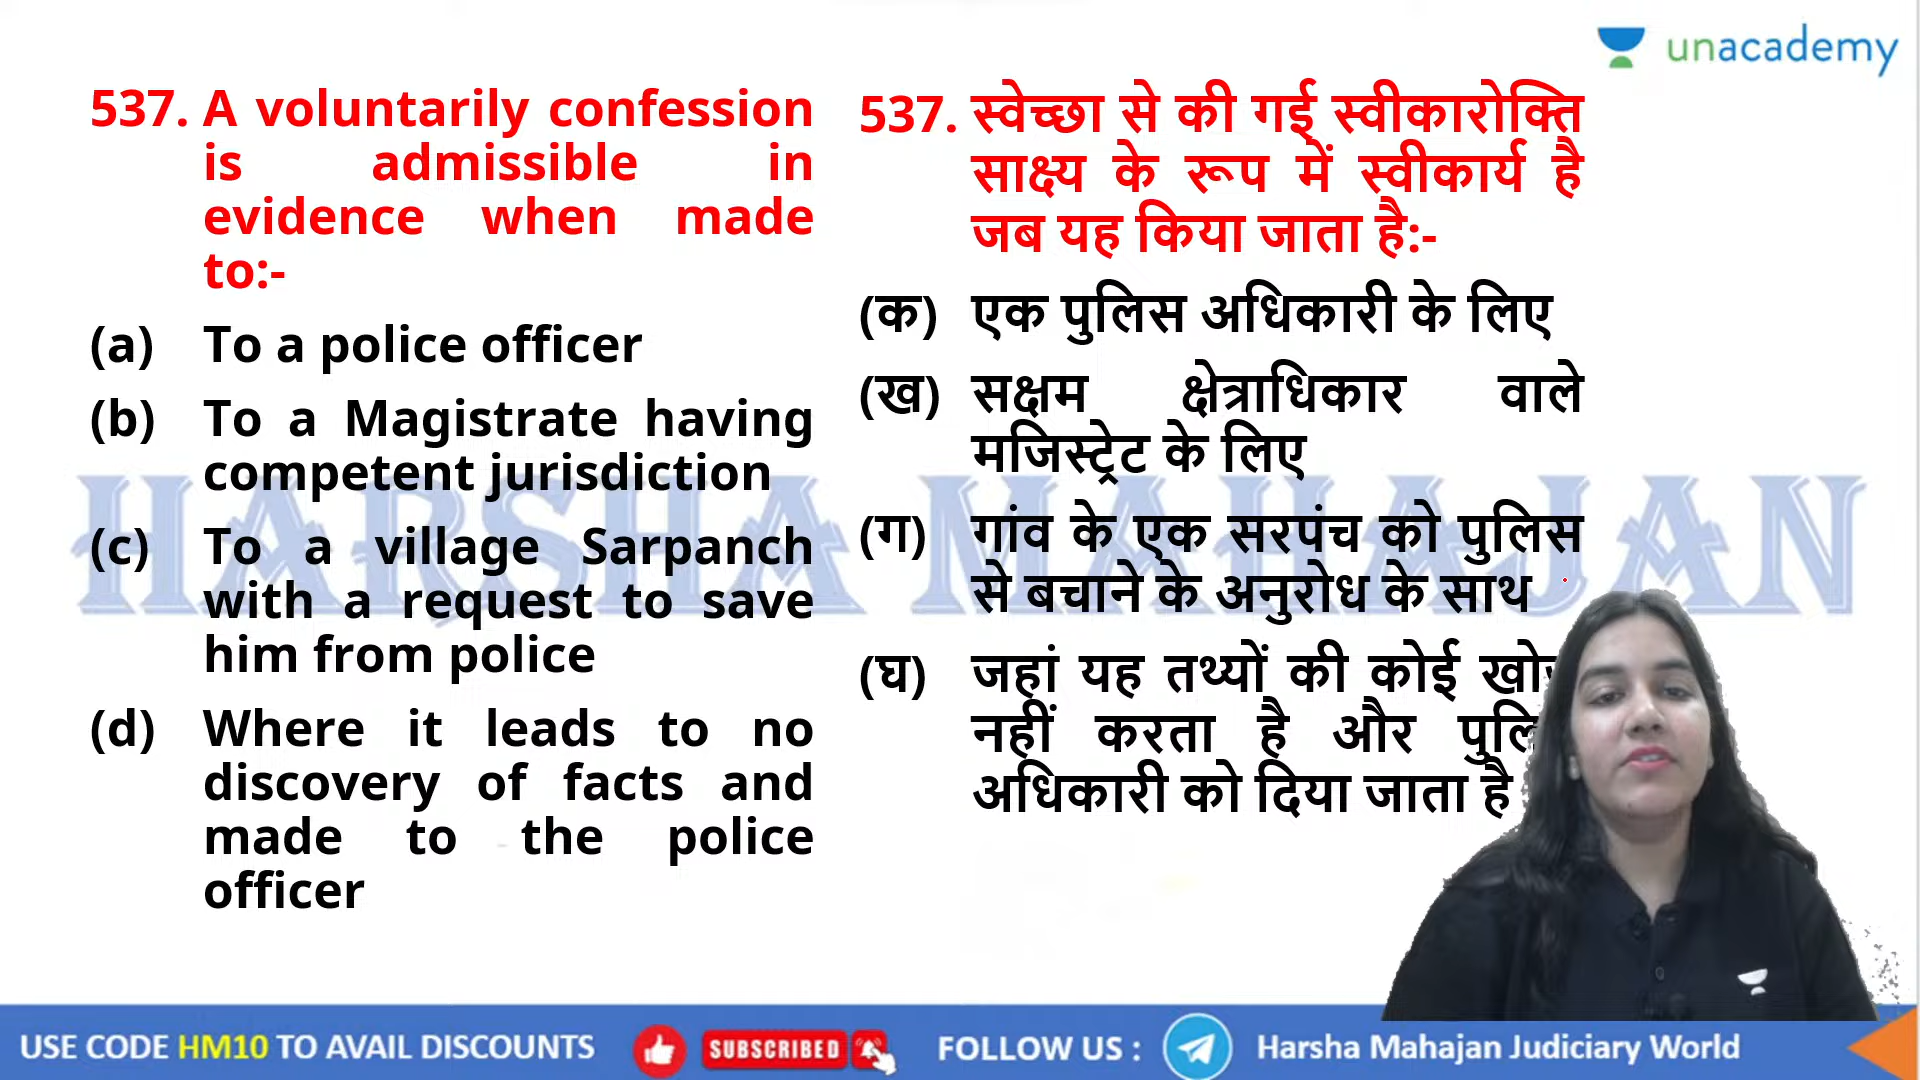 unacademy
537. A voluntarily confession
is admissible in
evidence when made
to:-
(a) To a police officer
(b) To a Magistrate having
competent jurisdiction
(c) To a village Sarpanch
with a request to save
him from police
(d) Where it leads to no
discovery of facts and
made to the police
officer
537. स्वेच्छा से की गई स्वीकारोक्ति
साक्ष्य के रूप में स्वीकार्य है
जब यह किया जाता है:-
(क) एक पुलिस अधिकारी के लिए
(ख) सक्षम क्षेत्राधिकार वाले
मजिस्ट्रेट के लिए
(ग) गांव के एक सरपंच को पुलिस
से बचाने के अनुरोध के साथ
(घ) जहां यह तथ्यों की कोई
नहीं करता है और
अधिकारी को दिया जाता है
HARSHA MAHAJAN
USE CODE HM10 TO AVAIL DISCOUNTS
SUBSCRIBED
FOLLOW US :
Harsha Mahajan Judiciary World